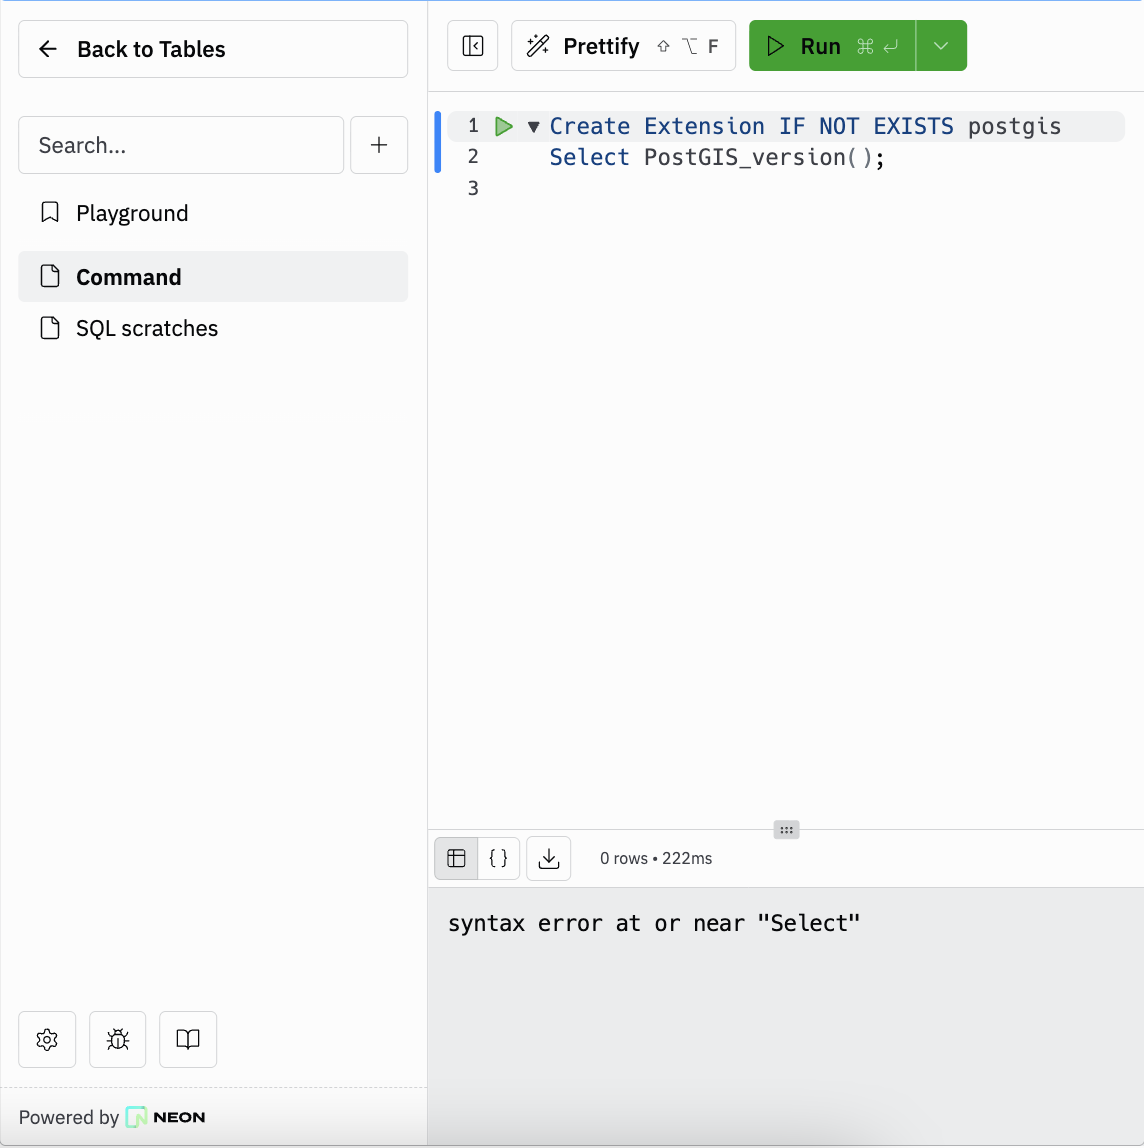 Back to Tables
Search...
Playground
Command
SQL scratches
Powered by NEON
Prettify ⇧ ⌥ F
Run ⌘ ↵
1 Create Extension IF NOT EXISTS postgis
2 Select PostGIS_version();
3
{ }
0 rows • 222ms
syntax error at or near "Select"